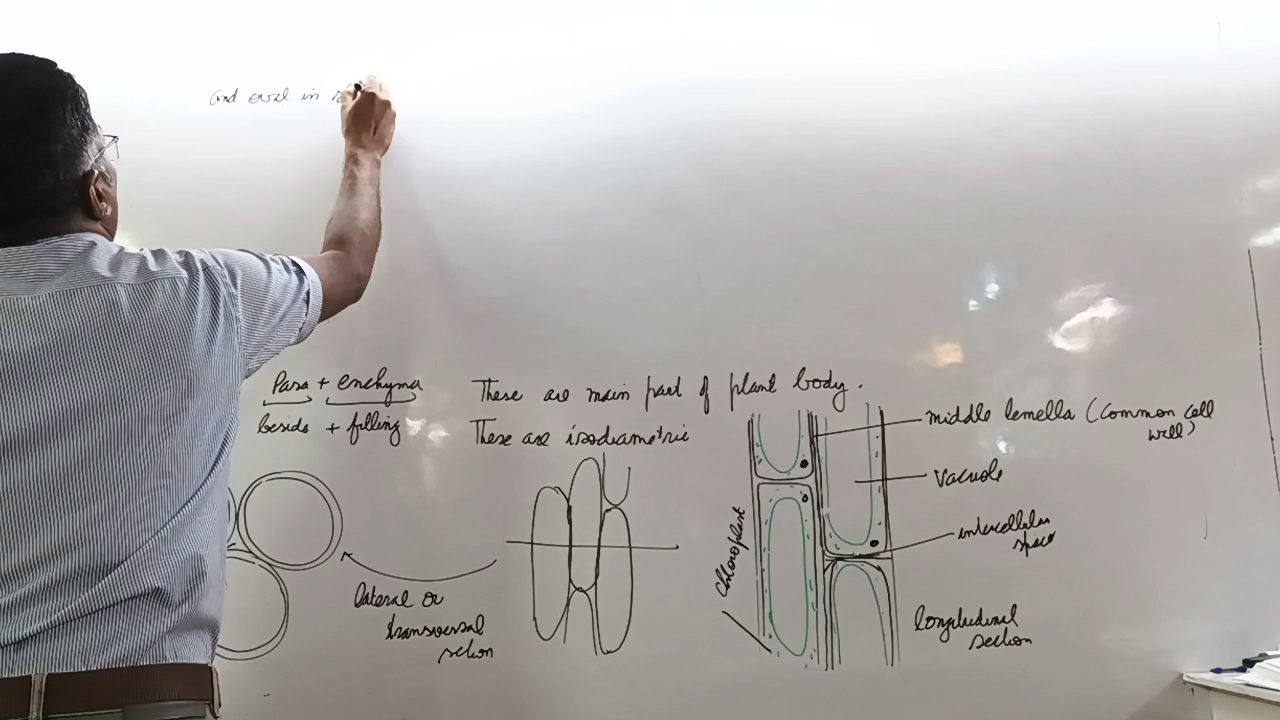 and oval in
Para + enchyma
beside + filling
These are main part of plant body.
These are isodiametric
middle lemella (Common cell
wall)
Vacuole
intercellular
space
Chloroplant
lateral or
transversal
section
longitudinal
section